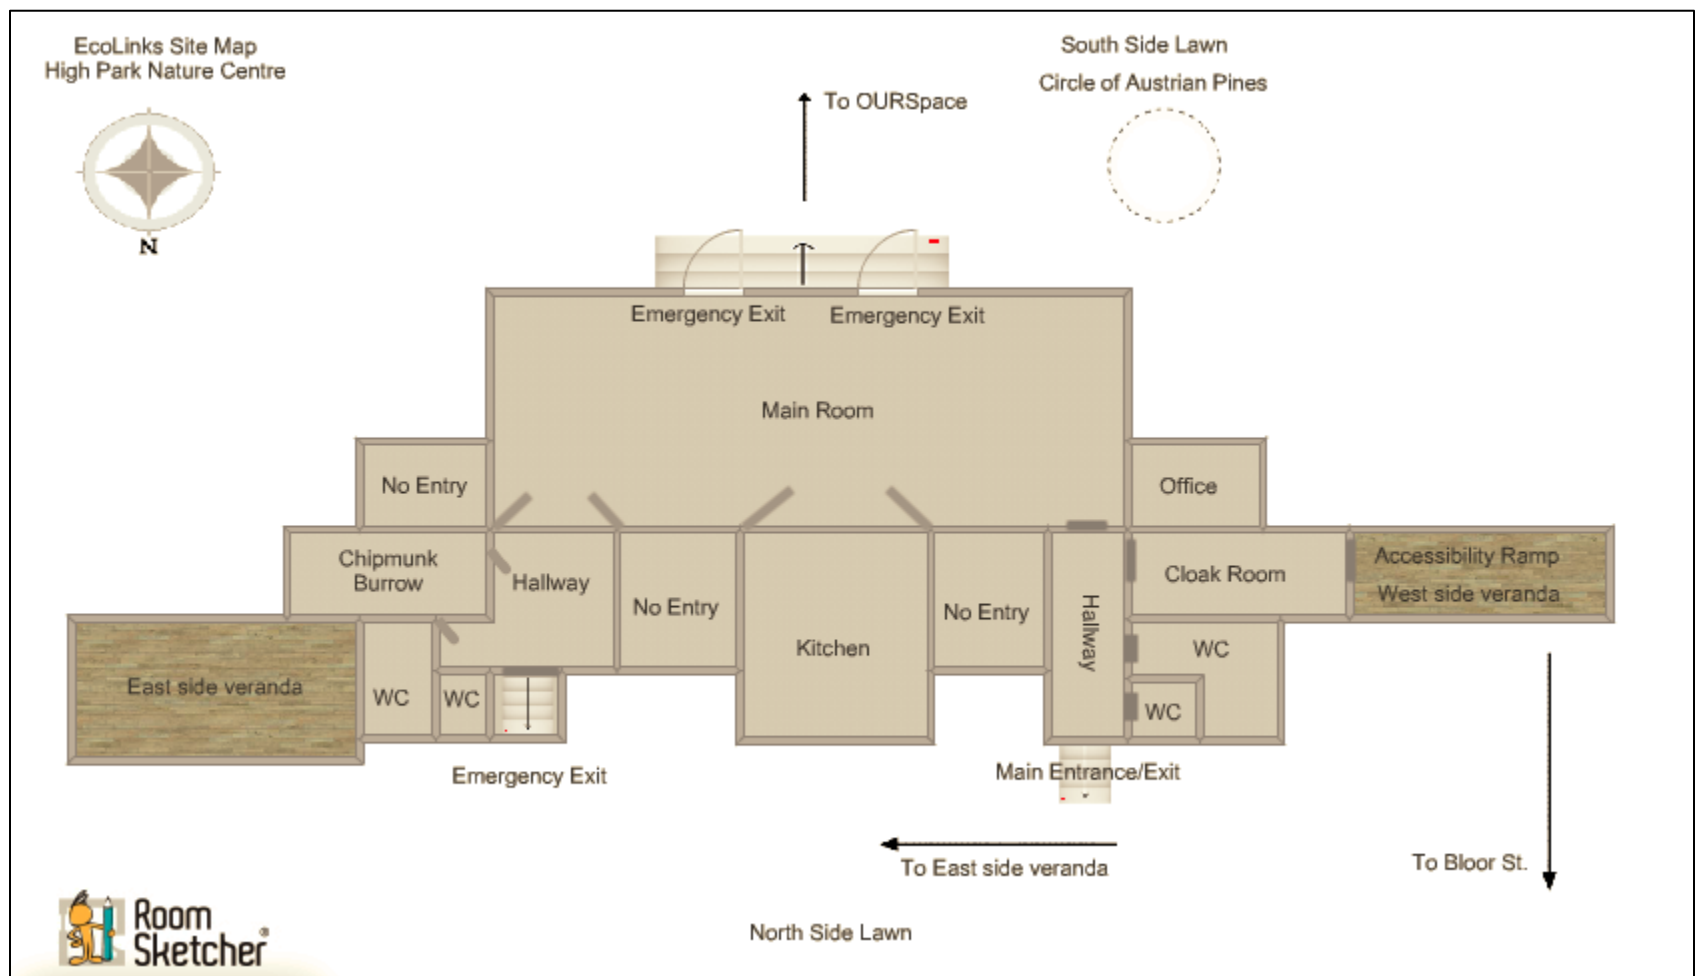 EcoLinks Site Map
High Park Nature Centre
N
South Side Lawn
Circle of Austrian Pines
To OURSpace
Emergency Exit
Emergency Exit
Main Room
No Entry
Office
Chipmunk
Burrow
Hallway
No Entry
Kitchen
No Entry
Hallway
Cloak Room
Accessibility Ramp
West side veranda
East side veranda
WC
WC
WC
WC
Emergency Exit
Main Entrance/Exit
To East side veranda
To Bloor St.
North Side Lawn
Room
Sketcher®